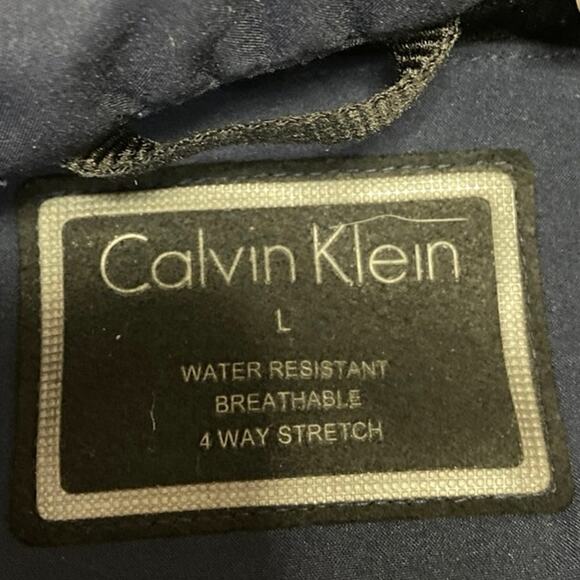 Calvin Klein
L
WATER RESISTANT
BREATHABLE
4 WAY STRETCH